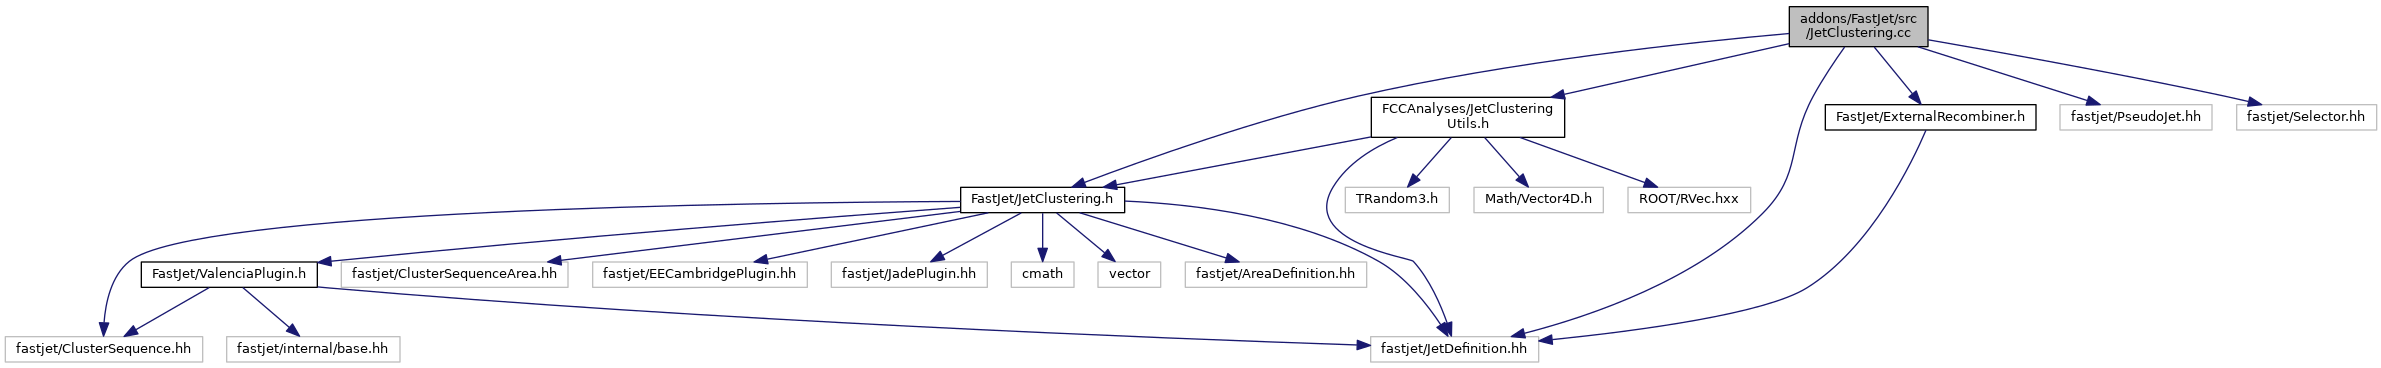 addons/FastJet/src
/JetClustering.cc
FCCAnalyses/JetClustering
Utils.h
FastJet/ExternalRecombiner.h
fastjet/PseudoJet.hh
fastjet/Selector.hh
FastJet/JetClustering.h
TRandom3.h
Math/Vector4D.h
ROOT/RVec.hxx
FastJet/ValenciaPlugin.h
fastjet/ClusterSequenceArea.hh
fastjet/EECambridgePlugin.hh
fastjet/JadePlugin.hh
cmath
vector
fastjet/AreaDefinition.hh
fastjet/ClusterSequence.hh
fastjet/internal/base.hh
fastjet/JetDefinition.hh